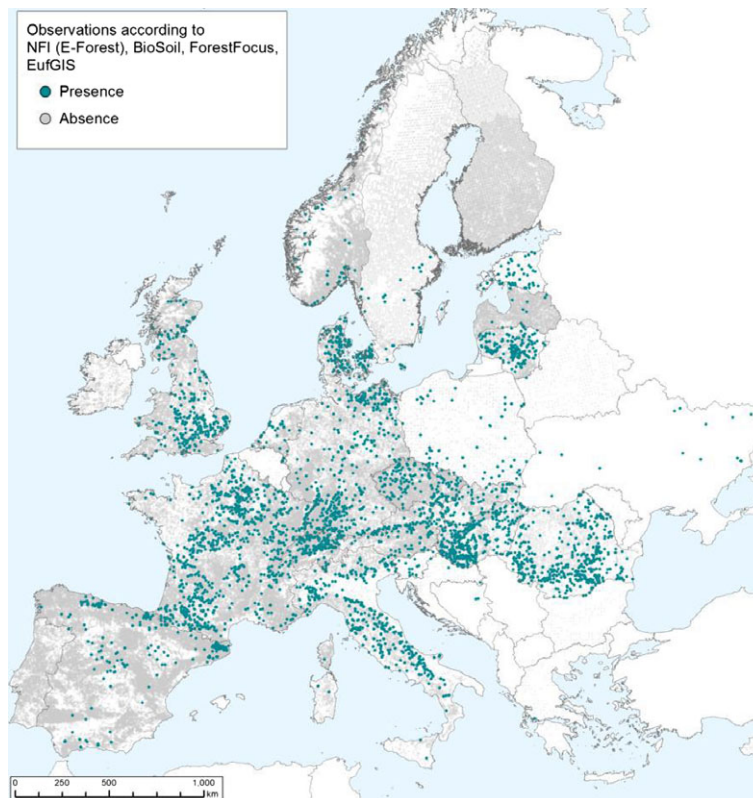 Observations according to
NFI (E-Forest), BioSoil, ForestFocus,
EufGIS
Presence
Absence
0 250 500 1,000
km